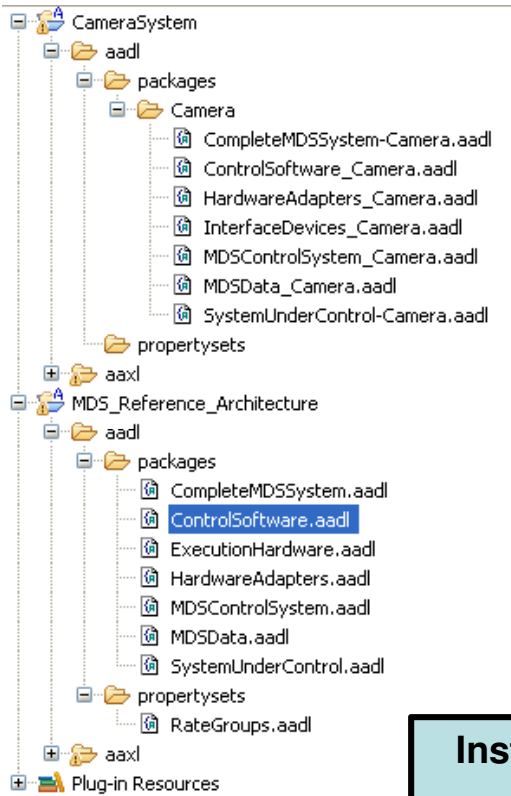 CameraSystem
aadl
packages
Camera
CompleteMDSSystem-Camera.aadl
ControlSoftware_Camera.aadl
HardwareAdapters_Camera.aadl
InterfaceDevices_Camera.aadl
MDSControlSystem_Camera.aadl
MDSData_Camera.aadl
SystemUnderControl-Camera.aadl
propertysets
aaxl
MDS_Reference_Architecture
aadl
packages
CompleteMDSSystem.aadl
ControlSoftware.aadl
ExecutionHardware.aadl
HardwareAdapters.aadl
MDSControlSystem.aadl
MDSData.aadl
SystemUnderControl.aadl
propertysets
RateGroups.aadl
aaxl
Plug-in Resources